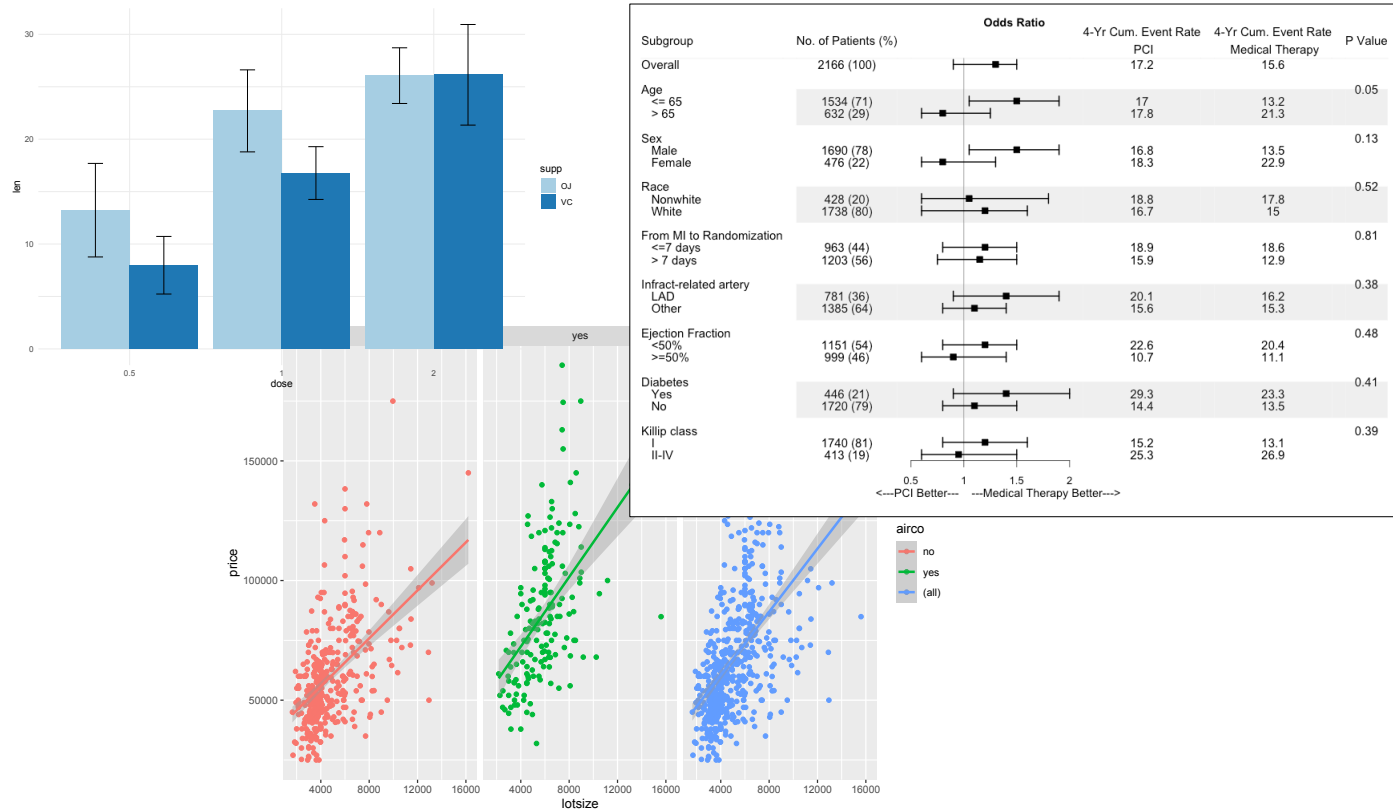 30
20
10
0
len
0.5
1
2
dose
supp
OJ
VC
Odds Ratio
Subgroup No. of Patients (%) 4-Yr Cum. Event Rate PCI 4-Yr Cum. Event Rate Medical Therapy P Value
Overall 2166 (100) 17.2 15.6
Age 0.05
<= 65 1534 (71) 17 13.2
> 65 632 (29) 17.8 21.3
Sex 0.13
Male 1690 (78) 16.8 13.5
Female 476 (22) 18.3 22.9
Race 0.52
Nonwhite 428 (20) 18.8 17.8
White 1738 (80) 16.7 15
From MI to Randomization 0.81
<=7 days 963 (44) 18.9 18.6
> 7 days 1203 (56) 15.9 12.9
Infract-related artery 0.38
LAD 781 (36) 20.1 16.2
Other 1385 (64) 15.6 15.3
Ejection Fraction 0.48
<50% 1151 (54) 22.6 20.4
>=50% 999 (46) 10.7 11.1
Diabetes 0.41
Yes 446 (21) 29.3 23.3
No 1720 (79) 14.4 13.5
Killip class 0.39
I 1740 (81) 15.2 13.1
II-IV 413 (19) 25.3 26.9
0.5 1 1.5 2
<---PCI Better--- ---Medical Therapy Better--->
yes
150000
100000
50000
price
4000 8000 12000 16000 4000 8000 12000 16000 4000 8000 12000 16000
lotsize
airco
no
yes
(all)